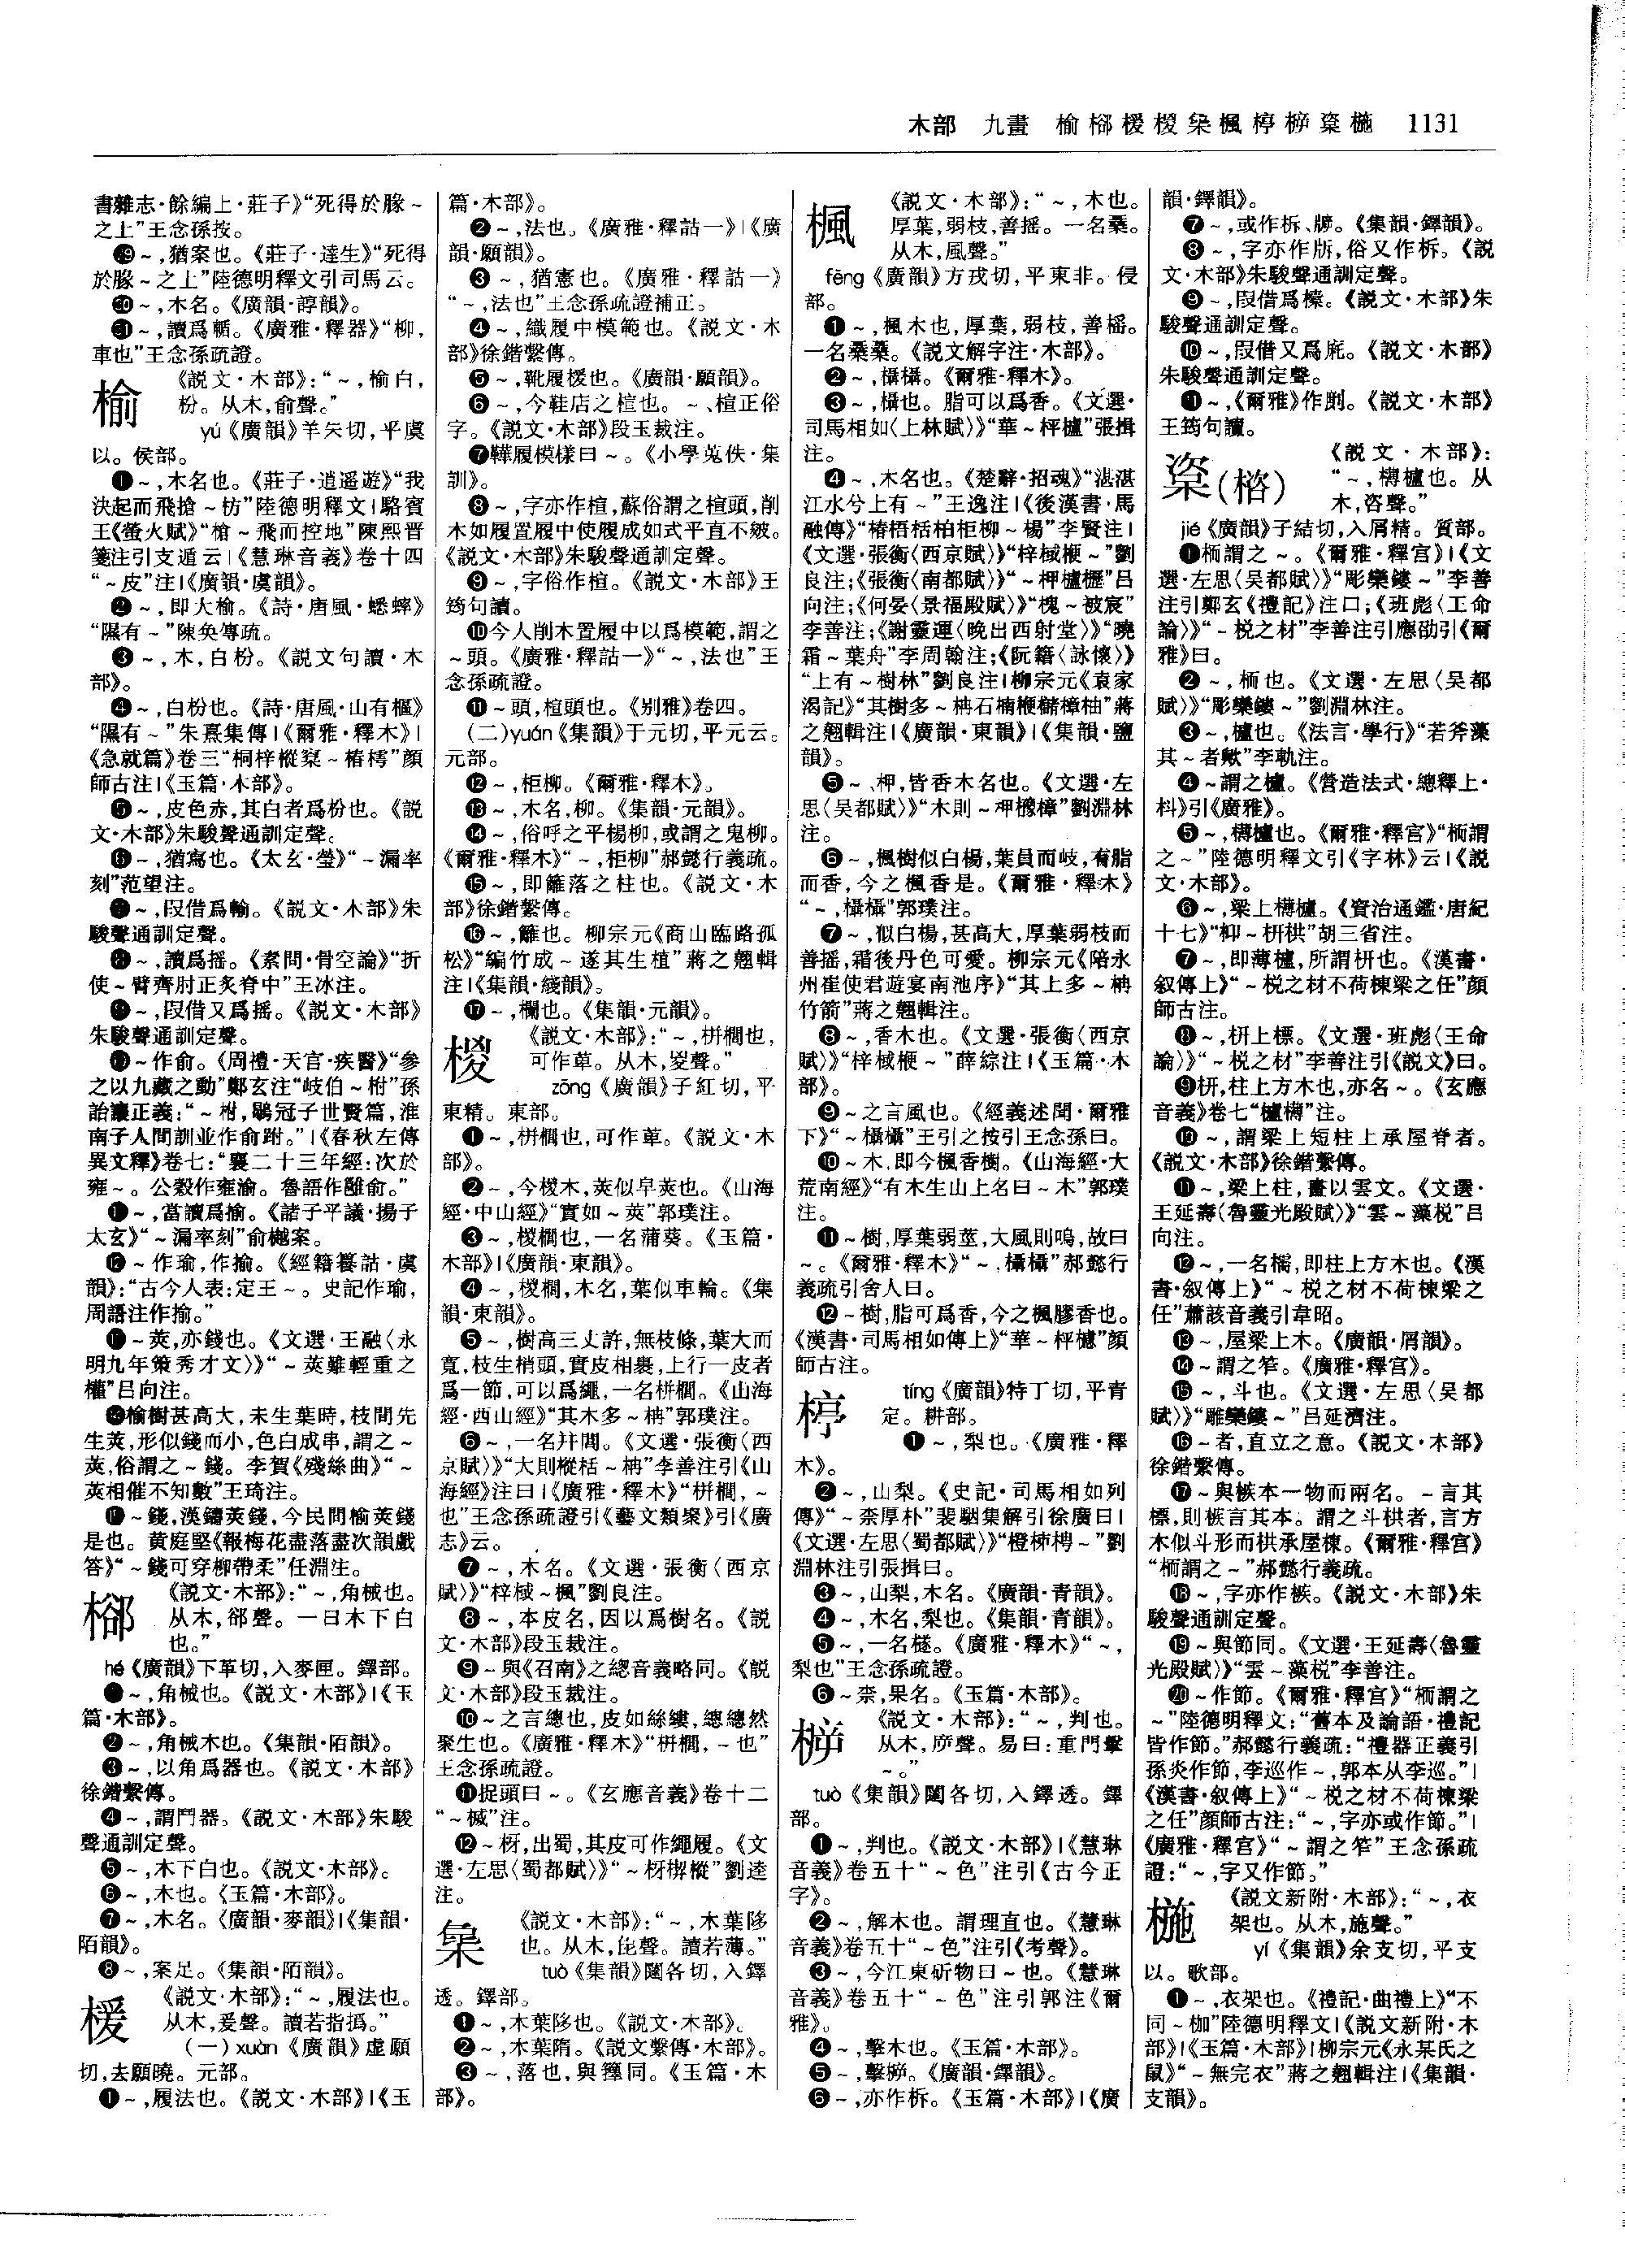 木部　九畫　榆㮝楥椶㲋楓楟㯐楶椸　1131
書雜志·餘編上·莊子》“死得於腞~
之上”王念孫按。
⓳~,猶案也。《莊子·達生》“死得
於腞~之上”陸德明釋文引司馬云。
⓴~,木名。《廣韻·諄韻》。
㉑~,讀爲輴。《廣雅·釋器》“柳,
車也”王念孫疏證。
榆
《説文·木部》:“~,榆白,
枌。从木,俞聲。”
yú《廣韻》羊朱切,平虞
以。侯部。
❶~,木名也。《莊子·逍遥遊》“我
決起而飛搶~枋”陸德明釋文|駱賓
王《螢火賦》“槍~飛而控地”陳熙晋
箋注引支遁云|《慧琳音義》卷十四
“~皮”注|《廣韻·虞韻》。
❷~,即大榆。《詩·唐風·蟋蟀》
“隰有~”陳奂傳疏。
❸~,木,白枌。《説文句讀·木
部》。
❹~,白枌也。《詩·唐風·山有樞》
“隰有~”朱熹集傳|《爾雅·釋木》|
《急就篇》卷三“桐梓樅窽~椿樗”顔
師古注|《玉篇·木部》。
❺~,皮色赤,其白者爲枌也。《説
文·木部》朱駿聲通訓定聲。
❻~,猶寫也。《太玄·瑩》“~漏率
刻”范望注。
❼~,叚借爲輸。《説文·木部》朱
駿聲通訓定聲。
❽~,讀爲摇。《素問·骨空論》“折
使~臂齊肘正炙脊中”王冰注。
❾~,叚借又爲摇。《説文·木部》
朱駿聲通訓定聲。
❿~作俞。《周禮·天官·疾醫》“參
之以九藏之動”鄭玄注“岐伯~柎”孫
詒讓正義:“~柎,鶡冠子世賢篇,淮
南子人間訓並作俞跗。”|《春秋左傳
異文釋》卷七:“襄二十三年經:次於
雍~。公穀作雍渝。魯語作雝俞。”
⓫~,當讀爲揄。《諸子平議·揚子
太玄》“~漏率刻”俞樾案。
⓬~作瑜,作揄。《經籍籑詁·虞
韻》:“古今人表:定王~。史記作瑜,
周語注作揄。”
⓭~莢,亦錢也。《文選·王融〈永
明九年策秀才文〉》“~莢難輕重之
權”吕向注。
⓮榆樹甚高大,未生葉時,枝間先
生莢,形似錢而小,色白成串,謂之~
莢,俗謂之~錢。李賀《殘絲曲》“~
莢相催不知數”王琦注。
⓯~錢,漢鑄莢錢,今民間榆莢錢
是也。黄庭堅《報梅花盡落盡次韻戲
答》“~錢可穿柳帶柔”任淵注。
㮝
《説文·木部》:“~,角械也。
从木,郤聲。一曰木下白
也。”
hé《廣韻》下革切,入麥匣。鐸部。
❶~,角械也。《説文·木部》|《玉
篇·木部》。
❷~,角械木也。《集韻·陌韻》。
❸~,以角爲器也。《説文·木部》
徐鍇繫傳。
❹~,謂鬥器。《説文·木部》朱駿
聲通訓定聲。
❺~,木下白也。《説文·木部》。
❻~,木也。《玉篇·木部》。
❼~,木名。《廣韻·麥韻》|《集韻·
陌韻》。
❽~,案足。《集韻·陌韻》。
楥
《説文·木部》:“~,履法也。
从木,爰聲。讀若指撝。”
(一)xuàn《廣韻》虚願
切,去願曉。元部。
❶~,履法也。《説文·木部》|《玉
篇·木部》。
❷~,法也。《廣雅·釋詁一》|《廣
韻·願韻》。
❸~,猶憲也。《廣雅·釋詁一》
“~,法也”王念孫疏證補正。
❹~,織履中模範也。《説文·木
部》徐鍇繫傳。
❺~,靴履楥也。《廣韻·願韻》。
❻~,今鞋店之楦也。~、楦正俗
字。《説文·木部》段玉裁注。
❼鞾履模樣曰~。《小學蒐佚·集
訓》。
❽~,字亦作楦,蘇俗謂之楦頭,削
木如履置履中使履成如式平直不皴。
《説文·木部》朱駿聲通訓定聲。
❾~,字俗作楦。《説文·木部》王
筠句讀。
❿今人削木置履中以爲模範,謂之
~頭。《廣雅·釋詁一》“~,法也”王
念孫疏證。
⓫~頭,楦頭也。《别雅》卷四。
(二)yuán《集韻》于元切,平元云。
元部。
⓬~,柜柳。《爾雅·釋木》。
⓭~,木名,柳。《集韻·元韻》。
⓮~,俗呼之平楊柳,或謂之鬼柳。
《爾雅·釋木》“~,柜柳”郝懿行義疏。
⓯~,即籬落之柱也。《説文·木
部》徐鍇繫傳。
⓰~,籬也。柳宗元《商山臨路孤
松》“編竹成~遂其生植”蔣之翹輯
注|《集韻·綫韻》。
⓱~,欄也。《集韻·元韻》。
椶
《説文·木部》:“~,栟櫚也,
可作萆。从木,㚇聲。”
zōng《廣韻》子紅切,平
東精。東部。
❶~,栟櫚也,可作萆。《説文·木
部》。
❷~,今椶木,莢似皁莢也。《山海
經·中山經》“實如~莢”郭璞注。
❸~,椶櫚也,一名蒲葵。《玉篇·
木部》|《廣韻·東韻》。
❹~,椶櫚,木名,葉似車輪。《集
韻·東韻》。
❺~,樹高三丈許,無枝條,葉大而
寬,枝生梢頭,實皮相裹,上行一皮者
爲一節,可以爲繩,一名栟櫚。《山海
經·西山經》“其木多~枏”郭璞注。
❻~,一名并閭。《文選·張衡〈西
京賦〉》“木則樅栝~枏”李善注引《山
海經》注曰|《廣雅·釋木》“栟櫚,~
也”王念孫疏證引《藝文類聚》引《廣
志》云。
❼~,木名。《文選·張衡〈西京
賦〉》“梓棫~楓”劉良注。
❽~,本皮名,因以爲樹名。《説
文·木部》段玉裁注。
❾~與《召南》之總音義略同。《説
文·木部》段玉裁注。
❿~之言總也,皮如絲縷,總總然
聚生也。《廣雅·釋木》“栟櫚,~也”
王念孫疏證。
⓫捉頭曰~。《玄應音義》卷十二
“~㭜”注。
⓬~枒,出蜀,其皮可作繩履。《文
選·左思〈蜀都賦〉》“~枒楔樅”劉逵
注。
《説文·木部》:“~,木葉陊
也。从木,㲋聲。讀若薄。”
tuò《集韻》闥各切,入鐸
透。鐸部。
❶~,木葉陊也。《説文·木部》。
❷~,木葉隋。《説文繫傳·木部》。
❸~,落也,與籜同。《玉篇·木
部》。
楓
《説文·木部》:“~,木也。
厚葉,弱枝,善摇。一名欇。
从木,風聲。”
fēng《廣韻》方戎切,平東非。侵
部。
❶~,楓木也,厚葉,弱枝,善榣。
一名桑桑。《説文解字注·木部》。
❷~,欇欇。《爾雅·釋木》。
❸~,欇也。脂可以爲香。《文選·
司馬相如〈上林賦〉》“華~枰櫨”張揖
注。
❹~,木名也。《楚辭·招魂》“湛湛
江水兮上有~”王逸注|《後漢書·馬
融傳》“椿梧栝柏柜柳~楊”李賢注|
《文選·張衡〈西京賦〉》“梓棫楩~”劉
良注;《張衡〈南都賦〉》“~柙櫨櫪”吕
向注;《何晏〈景福殿賦〉》“槐~被宸”
李善注;《謝靈運〈晚出西射堂〉》“曉
霜~葉舟”李周翰注;《阮籍〈詠懷〉》
“上有~樹林”劉良注|柳宗元《袁家
渴記》“其樹多~枏石楠楩櫧樟柚”蔣
之翹輯注|《廣韻·東韻》|《集韻·鹽
韻》。
❺~、柙,皆香木名也。《文選·左
思〈吴都賦〉》“木則~柙櫲樟”劉淵林
注。
❻~,楓樹似白楊,葉員而岐,有脂
而香,今之楓香是。《爾雅·釋木》
“~,欇欇”郭璞注。
❼~,似白楊,甚高大,厚葉弱枝而
善摇,霜後丹色可愛。柳宗元《陪永
州崔使君遊宴南池序》“其上多~枏
竹箭”蔣之翹輯注。
❽~,香木也。《文選·張衡〈西京
賦〉》“梓棫楩~”薛綜注|《玉篇·木
部》。
❾~之言風也。《經義述聞·爾雅
下》“~欇欇”王引之按引王念孫曰。
❿~木,即今楓香樹。《山海經·大
荒南經》“有木生山上名曰~木”郭璞
注。
⓫~樹,厚葉弱莖,大風則鳴,故曰
~。《爾雅·釋木》“~,欇欇”郝懿行
義疏引舍人曰。
⓬~樹,脂可爲香,今之楓膠香也。
《漢書·司馬相如傳上》“華~枰櫨”顔
師古注。
楟
tíng《廣韻》特丁切,平青
定。耕部。
❶~,梨也。《廣雅·釋
木》。
❷~,山梨。《史記·司馬相如列
傳》“~柰厚朴”裴駰集解引徐廣曰|
《文選·左思〈蜀都賦〉》“橙柿梬~”劉
淵林注引張揖曰。
❸~,山梨,木名。《廣韻·青韻》。
❹~,木名,梨也。《集韻·青韻》。
❺~,一名檖。《廣雅·釋木》“~,
梨也”王念孫疏證。
❻~柰,果名。《玉篇·木部》。
《説文·木部》:“~,判也。
从木,㡿聲。易曰:重門擊
~。”
tuò《集韻》闥各切,入鐸透。鐸
部。
❶~,判也。《説文·木部》|《慧琳
音義》卷五十“~色”注引《古今正
字》。
❷~,解木也。謂理直也。《慧琳
音義》卷五十“~色”注引《考聲》。
❸~,今江東斫物曰~也。《慧琳
音義》卷五十“~色”注引郭注《爾
雅》。
❹~,擊木也。《玉篇·木部》。
❺~,擊㯐。《廣韻·鐸韻》。
❻~,亦作柝。《玉篇·木部》|《廣
韻·鐸韻》。
❼~,或作柝、㸿。《集韻·鐸韻》。
❽~,字亦作㸿,俗又作柝。《説
文·木部》朱駿聲通訓定聲。
❾~,叚借爲榛。《説文·木部》朱
駿聲通訓定聲。
❿~,叚借又爲庑。《説文·木部》
朱駿聲通訓定聲。
⓫~,《爾雅》作剫。《説文·木部》
王筠句讀。
楶(㮞)
《説文·木部》:
“~,欂櫨也。从
木,咨聲。”
jié《廣韻》子結切,入屑精。質部。
❶栭謂之~。《爾雅·釋宫》|《文
選·左思〈吴都賦〉》“彫欒鏤~”李善
注引鄭玄《禮記》注曰;《班彪〈王命
論〉》“~棁之材”李善注引應劭引《爾
雅》曰。
❷~,栭也。《文選·左思〈吴都
賦〉》“彫欒鏤~”劉淵林注。
❸~,櫨也。《法言·學行》“若斧藻
其~者歟”李軌注。
❹~謂之櫨。《營造法式·總釋上·
枓》引《廣雅》。
❺~,欂櫨也。《爾雅·釋宫》“栭謂
之~”陸德明釋文引《字林》云|《説
文·木部》。
❻~,梁上欂櫨。《資治通鑑·唐紀
十七》“枊~枅栱”胡三省注。
❼~,即薄櫨,所謂枅也。《漢書·
叙傳上》“~棁之材不荷棟梁之任”顔
師古注。
❽~,枅上標。《文選·班彪〈王命
論〉》“~棁之材”李善注引《説文》曰。
❾枅,柱上方木也,亦名~。《玄應
音義》卷七“櫨欂”注。
❿~,謂梁上短柱上承屋脊者。
《説文·木部》徐鍇繫傳。
⓫~,梁上柱,畫以雲文。《文選·
王延壽〈魯靈光殿賦〉》“雲~藻棁”吕
向注。
⓬~,一名㭼,即柱上方木也。《漢
書·叙傳上》“~棁之材不荷棟梁之
任”蕭該音義引韋昭。
⓭~,屋梁上木。《廣韻·屑韻》。
⓮~謂之笮。《廣雅·釋宫》。
⓯~,斗也。《文選·左思〈吴都
賦〉》“雕欒鏤~”吕延濟注。
⓰~者,直立之意。《説文·木部》
徐鍇繫傳。
⓱~與㭼本一物而兩名。~言其
標,則㭼言其本。謂之斗栱者,言方
木似斗形而栱承屋棟。《爾雅·釋宫》
“栭謂之~”郝懿行義疏。
⓲~,字亦作㭼。《説文·木部》朱
駿聲通訓定聲。
⓳~與節同。《文選·王延壽〈魯靈
光殿賦〉》“雲~藻棁”李善注。
⓴~作節。《爾雅·釋宫》“栭謂之
~”陸德明釋文:“舊本及論語·禮記
皆作節。”郝懿行義疏:“禮器正義引
孫炎作節,李巡作~,郭本从李巡。”|
《漢書·叙傳上》“~棁之材不荷棟梁
之任”顔師古注:“~,字亦或作節。”|
《廣雅·釋宫》“~謂之笮”王念孫疏
證:“~,字又作節。”
椸
《説文新附·木部》:“~,衣
架也。从木,施聲。”
yí《集韻》余支切,平支
以。歌部。
❶~,衣架也。《禮記·曲禮上》“不
同~枷”陸德明釋文|《説文新附·木
部》|《玉篇·木部》|柳宗元《永某氏之
鼠》“~無完衣”蔣之翹輯注|《集韻·
支韻》。